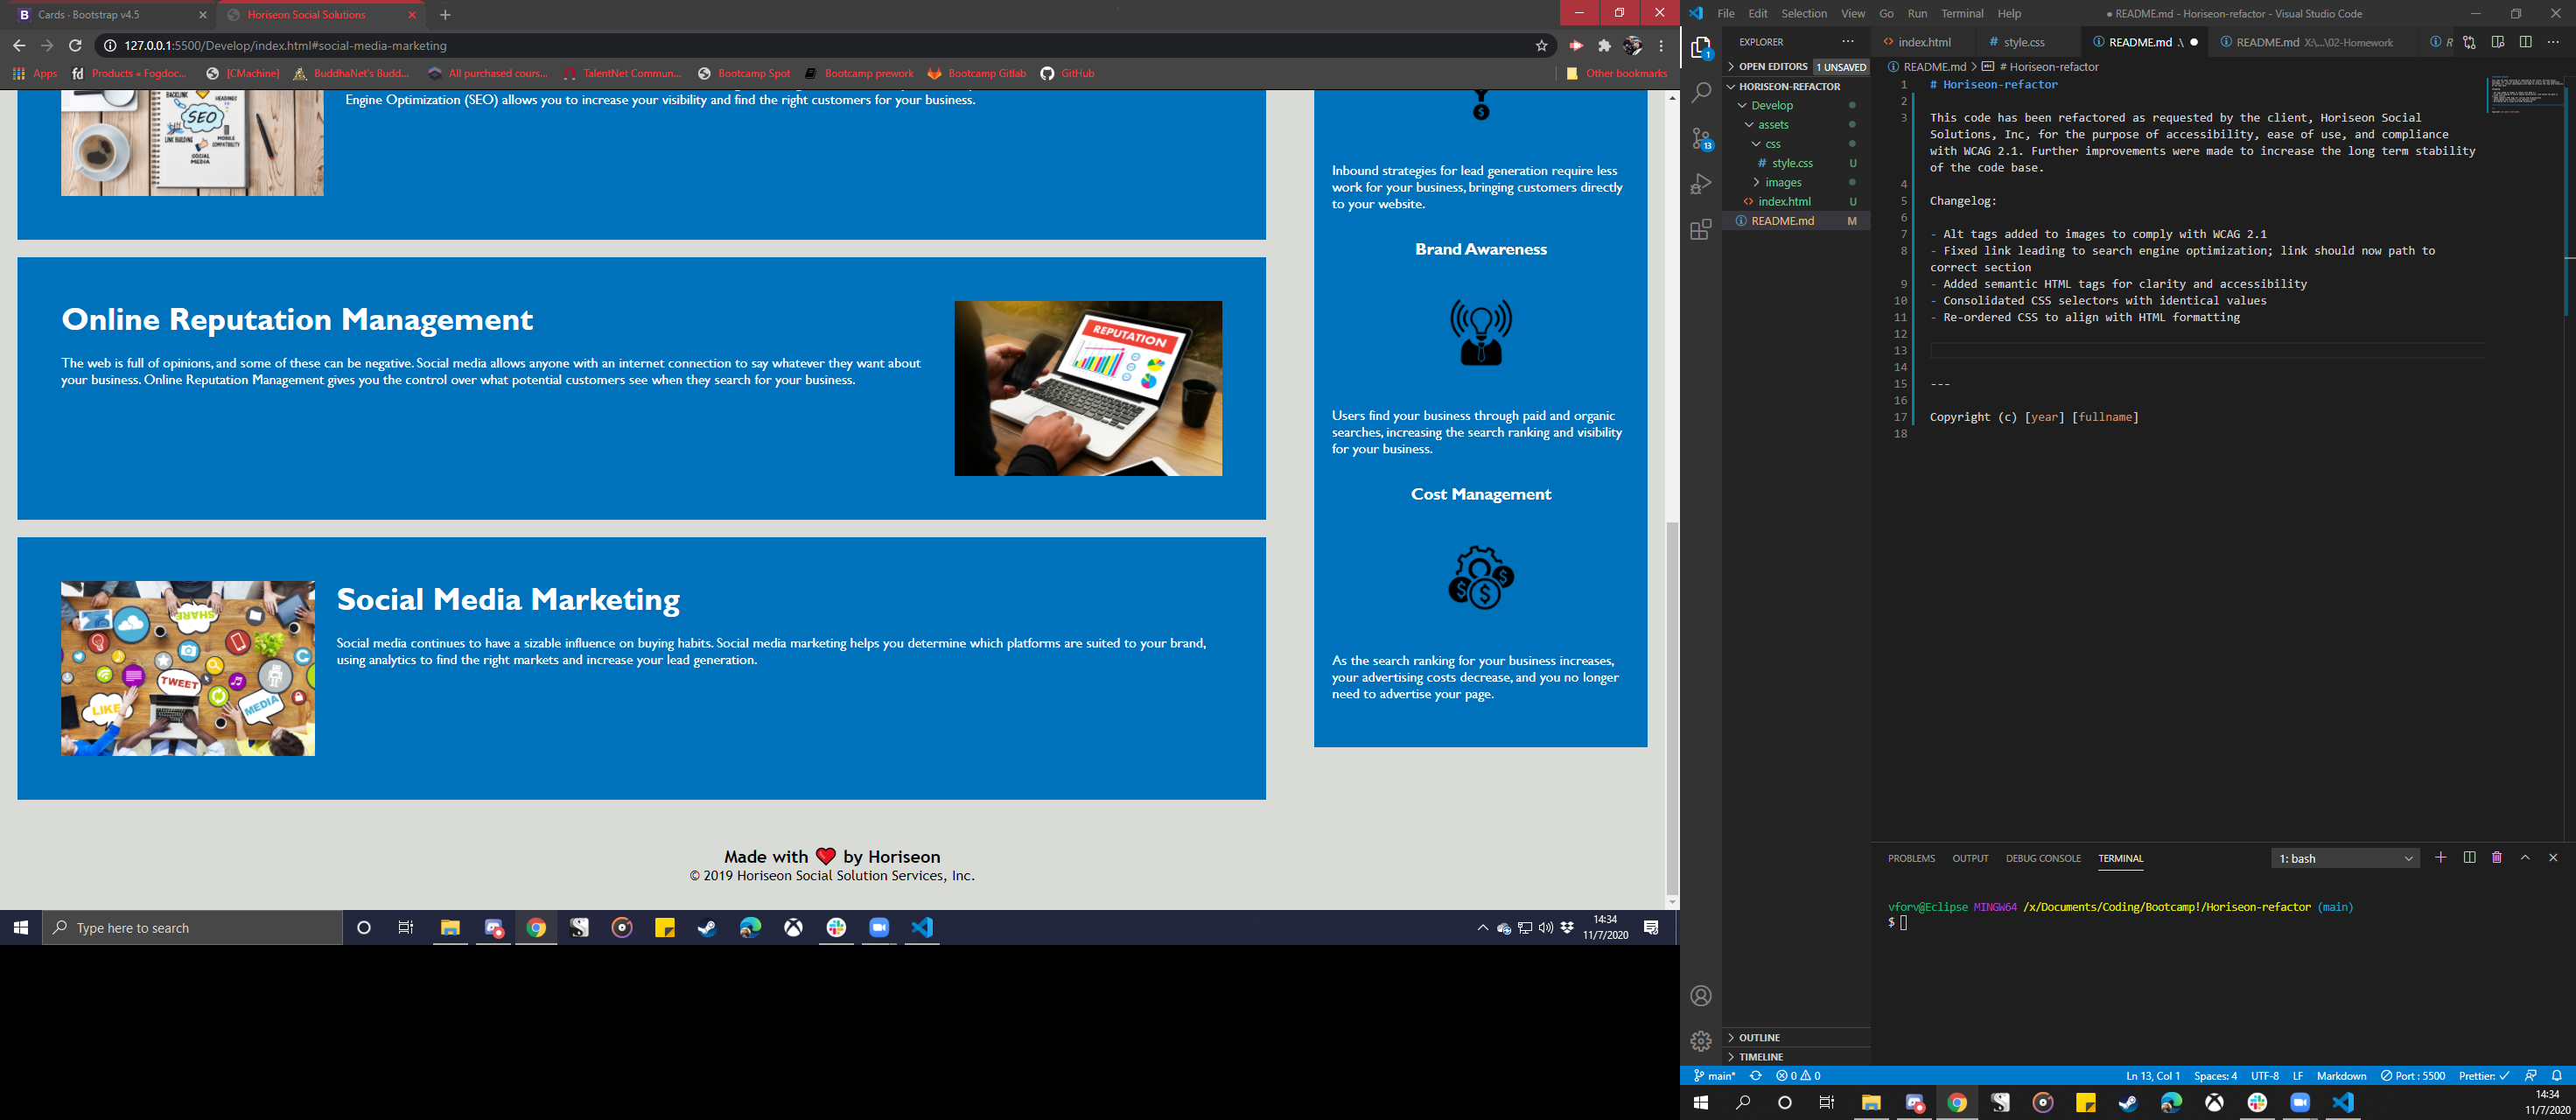 Cards · Bootstrap v4.5
Horiseon Social Solutions
127.0.0.1:5500/Develop/index.html#social-media-marketing
Apps
Products « Fogdoc...
[CMachine]
BuddhaNet's Budd...
All purchased cours...
TalentNet Commun...
Bootcamp Spot
Bootcamp prework
Bootcamp Gitlab
GitHub
Other bookmarks
Engine Optimization (SEO) allows you to increase your visibility and find the right customers for your business.
BACKLINK
HEADINGS
SEO
LINK BUILDING
MOBILE
COMPATIBILITY
SOCIAL
MEDIA
Online Reputation Management
The web is full of opinions, and some of these can be negative. Social media allows anyone with an internet connection to say whatever they want about
your business. Online Reputation Management gives you the control over what potential customers see when they search for your business.
REPUTATION
Social Media Marketing
Social media continues to have a sizable influence on buying habits. Social media marketing helps you determine which platforms are suited to your brand,
using analytics to find the right markets and increase your lead generation.
SHARE
TWEET
LIKE
MEDIA
Inbound strategies for lead generation require less
work for your business, bringing customers directly
to your website.
Brand Awareness
Users find your business through paid and organic
searches, increasing the search ranking and visibility
for your business.
Cost Management
As the search ranking for your business increases,
your advertising costs decrease, and you no longer
need to advertise your page.
Made with ❤ by Horiseon
© 2019 Horiseon Social Solution Services, Inc.
Type here to search
14:34
11/7/2020
File Edit Selection View Go Run Terminal Help
● README.md - Horiseon-refactor - Visual Studio Code
EXPLORER
OPEN EDITORS 1 UNSAVED
HORISEON-REFACTOR
Develop
assets
css
# style.css U
images
<> index.html U
README.md M
OUTLINE
TIMELINE
1
13
<> index.html
# style.css
README.md .\ ●
README.md X:\...\02-Homework
R
README.md > # Horiseon-refactor
1 # Horiseon-refactor
2
3 This code has been refactored as requested by the client, Horiseon Social
Solutions, Inc, for the purpose of accessibility, ease of use, and compliance
with WCAG 2.1. Further improvements were made to increase the long term stability
of the code base.
4
5 Changelog:
6
7 - Alt tags added to images to comply with WCAG 2.1
8 - Fixed link leading to search engine optimization; link should now path to
correct section
9 - Added semantic HTML tags for clarity and accessibility
10 - Consolidated CSS selectors with identical values
11 - Re-ordered CSS to align with HTML formatting
12
13
14
15 ---
16
17 Copyright (c) [year] [fullname]
18
PROBLEMS OUTPUT DEBUG CONSOLE TERMINAL
1: bash
vforv@Eclipse MINGW64 /x/Documents/Coding/Bootcamp!/Horiseon-refactor (main)
$
main*
0 0
Ln 13, Col 1 Spaces: 4 UTF-8 LF Markdown Port : 5500 Prettier: ✓
14:34
11/7/2020